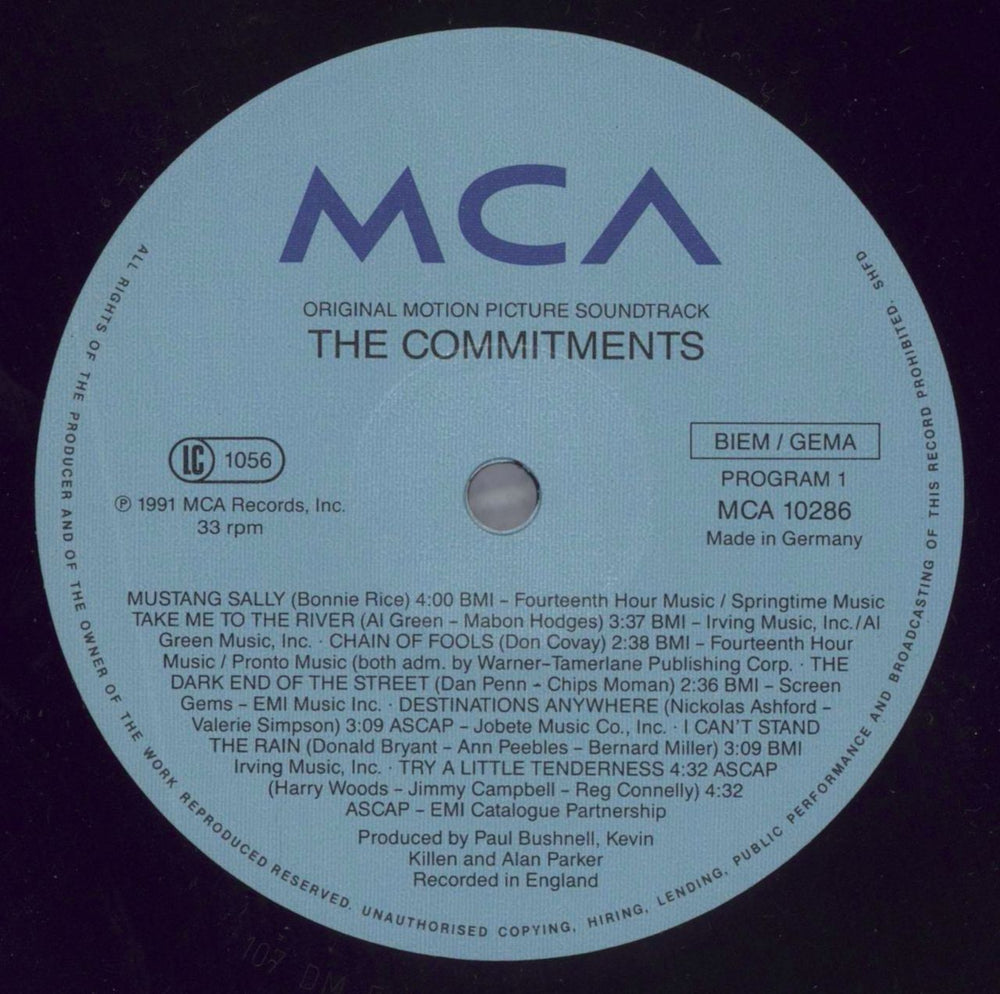 MCA
ORIGINAL MOTION PICTURE SOUNDTRACK
THE COMMITMENTS
LC 1056
℗ 1991 MCA Records, Inc.
33 rpm
BIEM / GEMA
PROGRAM 1
MCA 10286
Made in Germany
MUSTANG SALLY (Bonnie Rice) 4:00 BMI – Fourteenth Hour Music / Springtime Music
TAKE ME TO THE RIVER (Al Green – Mabon Hodges) 3:37 BMI – Irving Music, Inc./Al
Green Music, Inc. · CHAIN OF FOOLS (Don Covay) 2:38 BMI – Fourteenth Hour
Music / Pronto Music (both adm. by Warner–Tamerlane Publishing Corp. · THE
DARK END OF THE STREET (Dan Penn - Chips Moman) 2:36 BMI – Screen
Gems – EMI Music Inc. · DESTINATIONS ANYWHERE (Nickolas Ashford –
Valerie Simpson) 3:09 ASCAP – Jobete Music Co., Inc. · I CAN'T STAND
THE RAIN (Donald Bryant – Ann Peebles – Bernard Miller) 3:09 BMI
Irving Music, Inc. · TRY A LITTLE TENDERNESS 4:32 ASCAP
(Harry Woods – Jimmy Campbell – Reg Connelly) 4:32
ASCAP – EMI Catalogue Partnership
Produced by Paul Bushnell, Kevin
Killen and Alan Parker
Recorded in England
ALL RIGHTS OF THE PRODUCER AND OF THE OWNER OF THE WORK REPRODUCED RESERVED. UNAUTHORISED COPYING, HIRING, LENDING, PUBLIC PERFORMANCE AND BROADCASTING OF THIS RECORD PROHIBITED. SHFD
107 DM